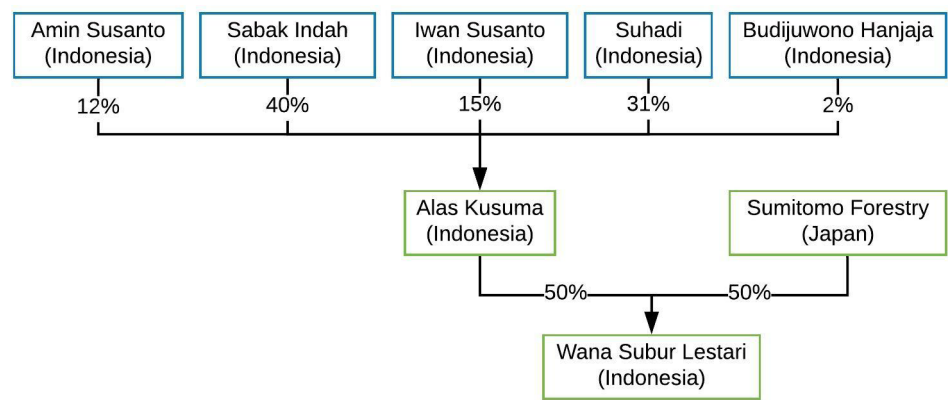 Amin Susanto
(Indonesia)
Sabak Indah
(Indonesia)
Iwan Susanto
(Indonesia)
Suhadi
(Indonesia)
Budijuwono Hanjaja
(Indonesia)
12%
40%
15%
31%
2%
Alas Kusuma
(Indonesia)
Sumitomo Forestry
(Japan)
50%
50%
Wana Subur Lestari
(Indonesia)